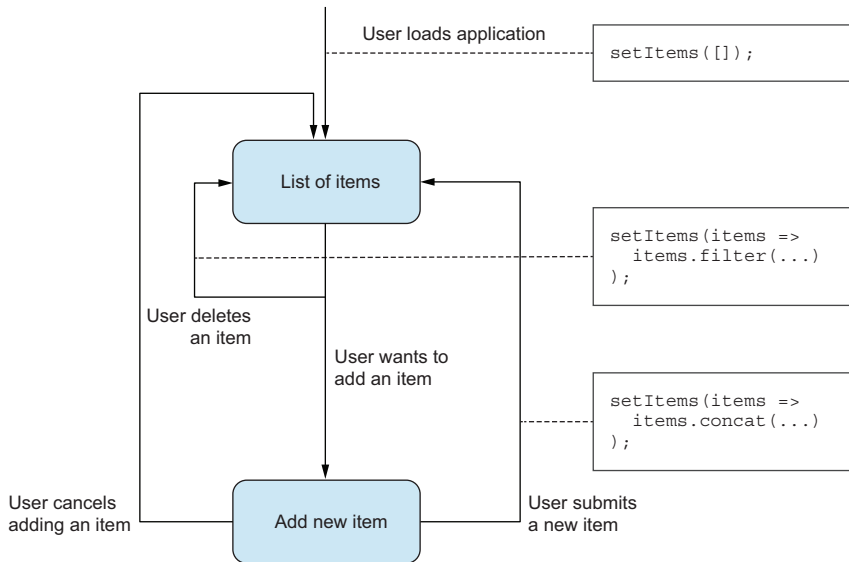 User loads application
setItems([]);
List of items
setItems(items =>
items.filter(...)
);
User deletes
an item
User wants to
add an item
setItems(items =>
items.concat(...)
);
User cancels
adding an item
Add new item
User submits
a new item